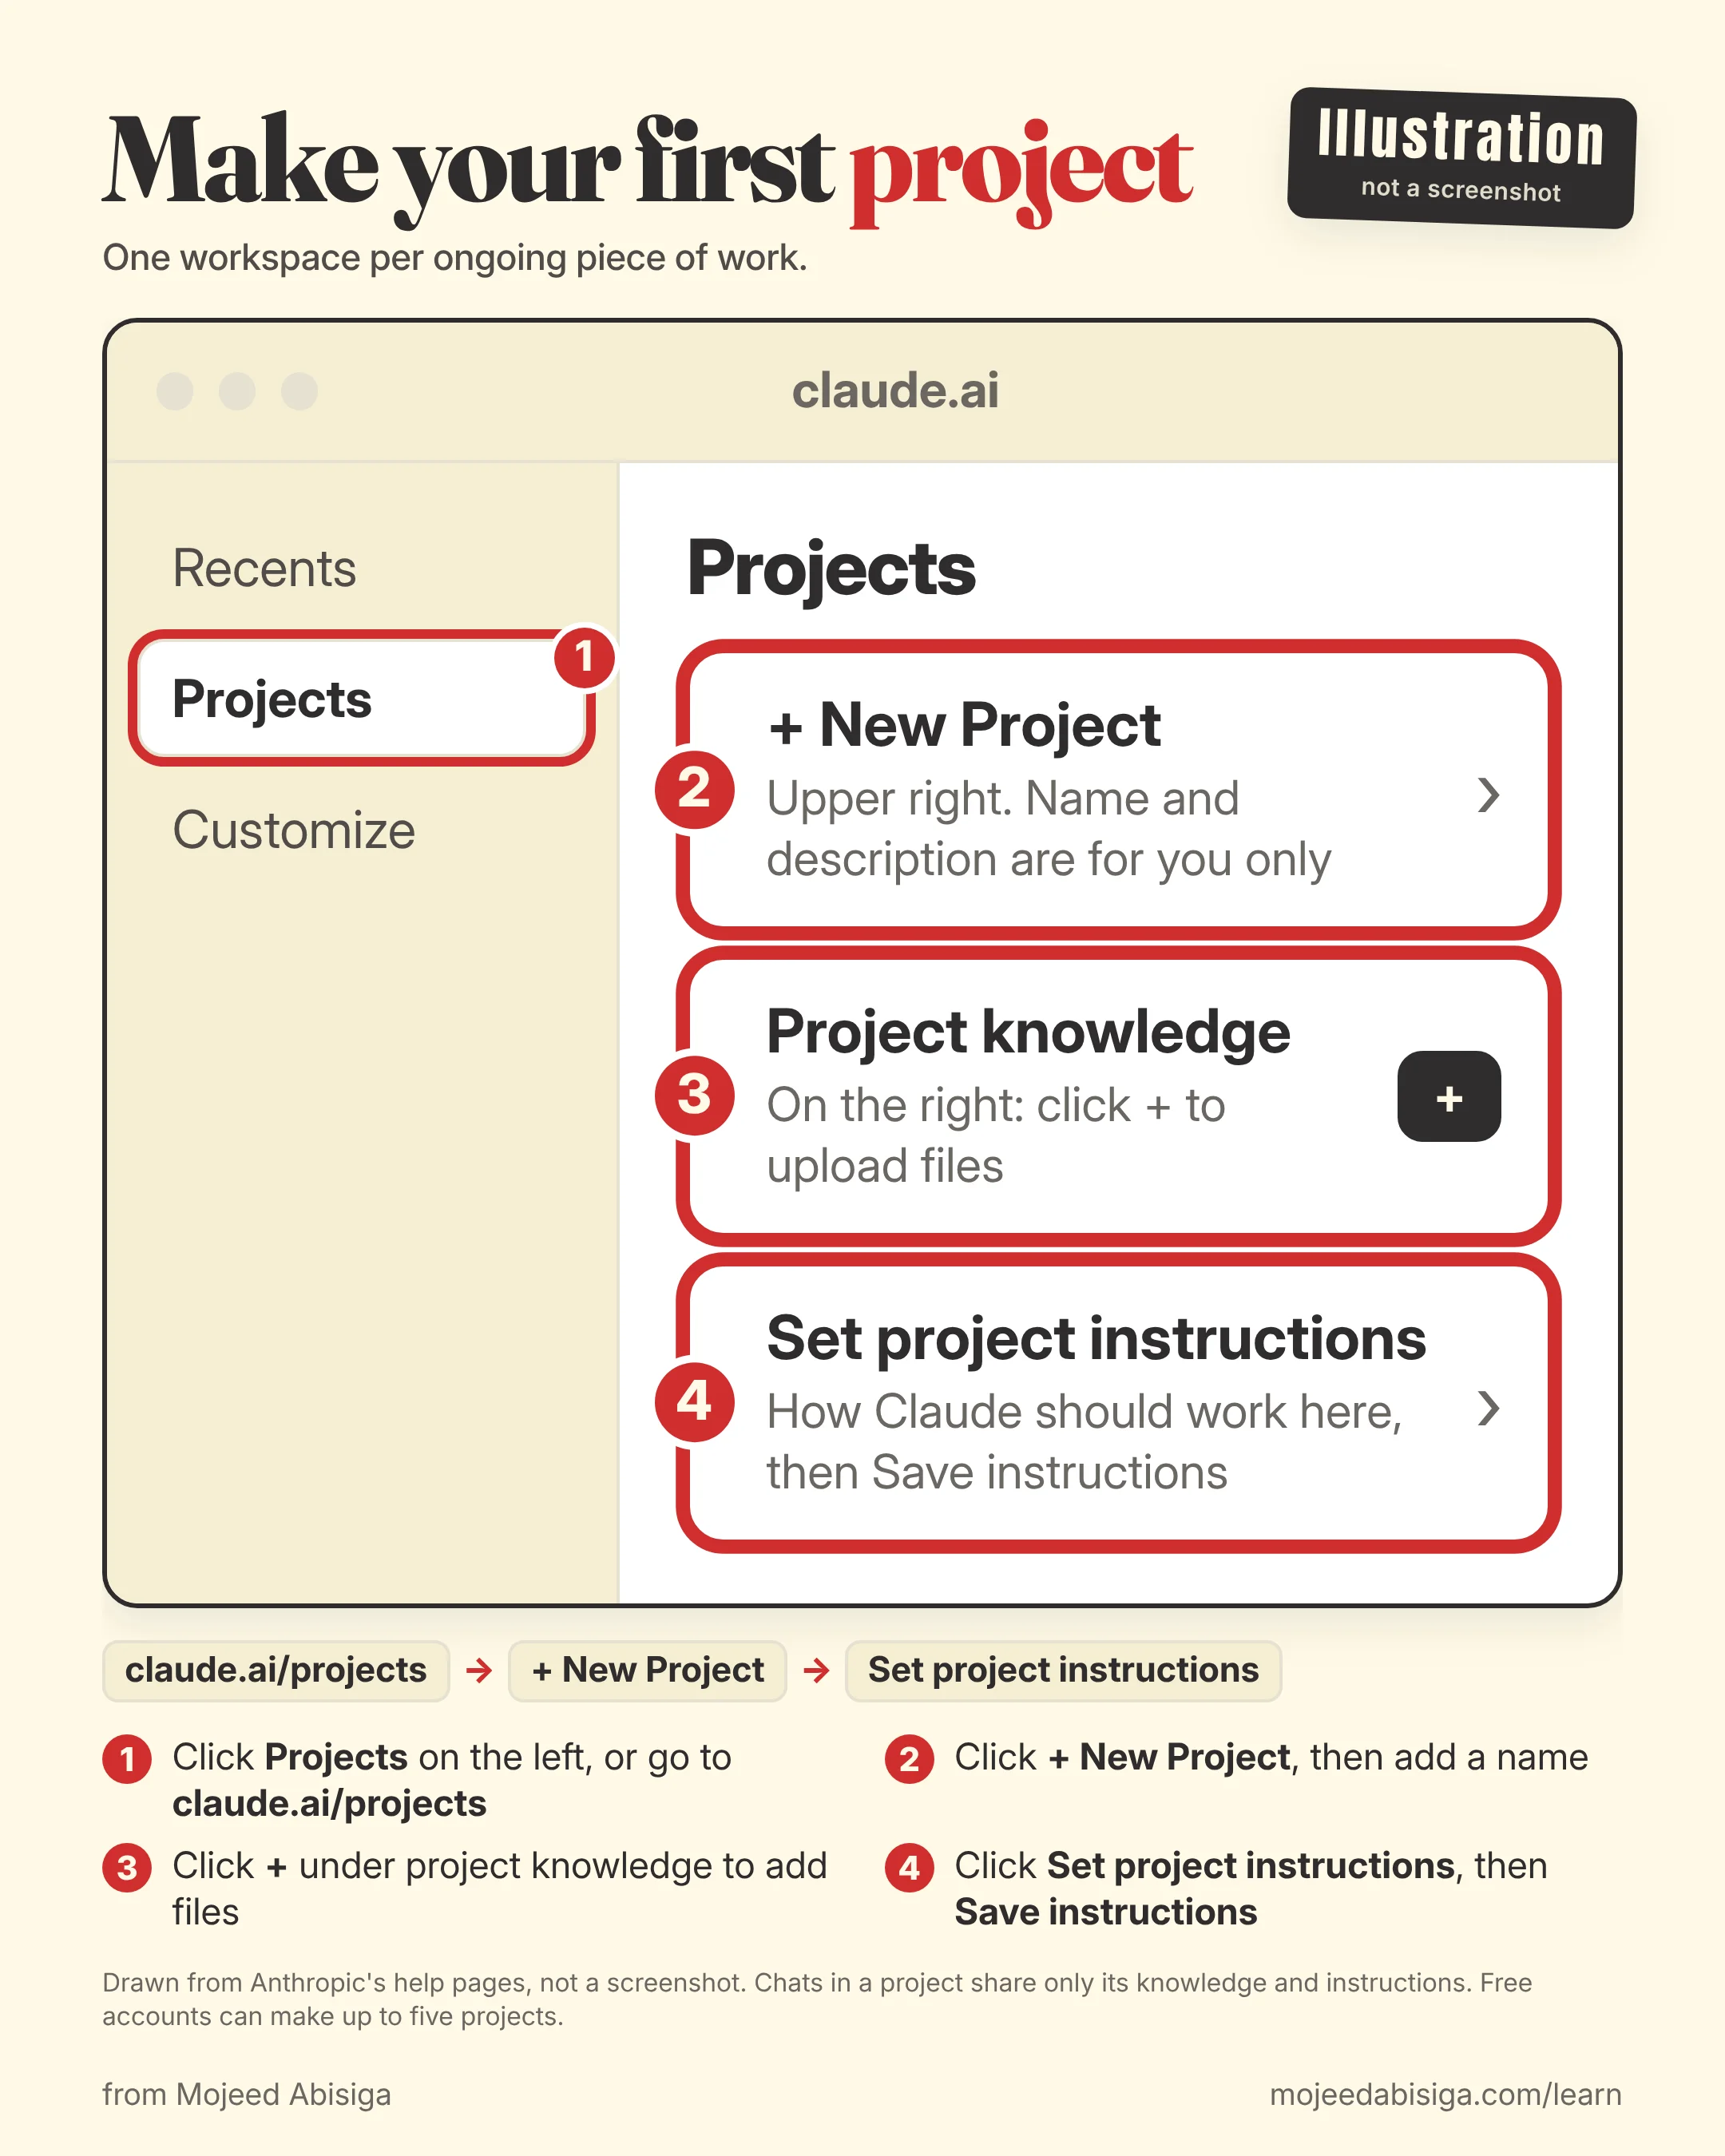 Make your first project
Illustration
not a screenshot
One workspace per ongoing piece of work.
claude.ai
Recents
Projects
1
Customize
Projects
+ New Project
2
Upper right. Name and
description are for you only
›
Project knowledge
3
On the right: click + to
upload files
+
Set project instructions
4
How Claude should work here,
then Save instructions
›
claude.ai/projects → + New Project → Set project instructions
1 Click Projects on the left, or go to
claude.ai/projects
2 Click + New Project, then add a name
3 Click + under project knowledge to add
files
4 Click Set project instructions, then
Save instructions
Drawn from Anthropic's help pages, not a screenshot. Chats in a project share only its knowledge and instructions. Free
accounts can make up to five projects.
from Mojeed Abisiga
mojeedabisiga.com/learn